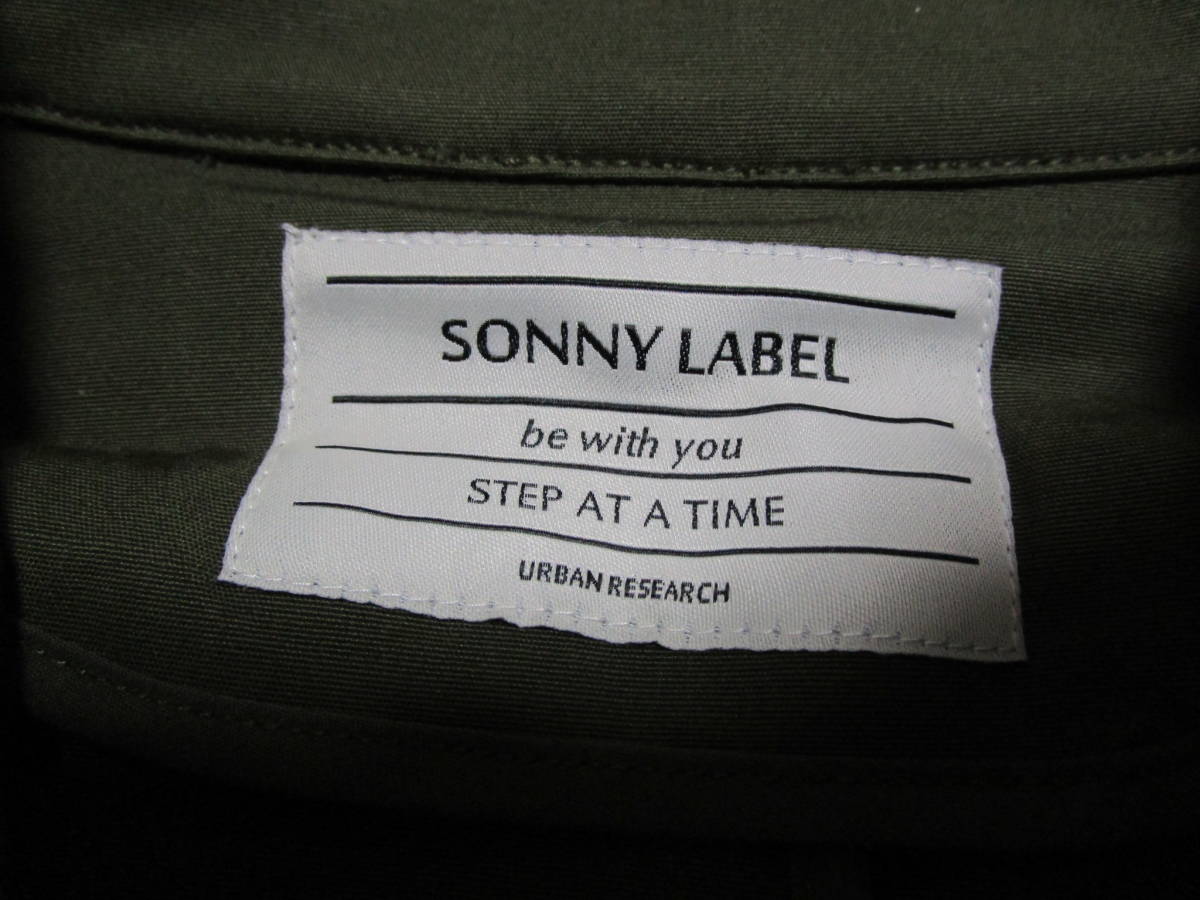 SONNY LABEL
be with you
STEP AT A TIME
URBAN RESEARCH